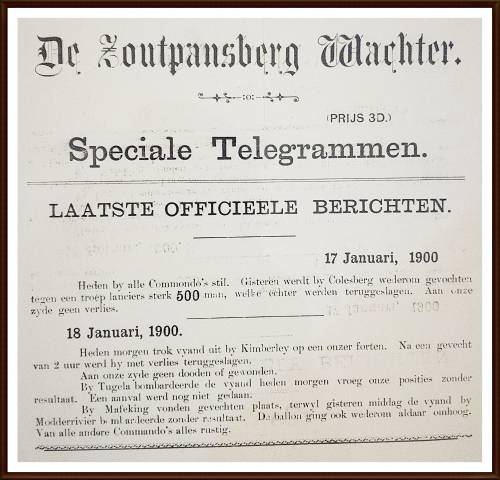 De Zoutpansberg Wachter.
:o:
(PRIJS 3D.)
Speciale Telegrammen.
LAATSTE OFFICIEELE BERICHTEN.
17 Januari, 1900
Heden by alle Commondo's stil. Gisteren werdt by Colesberg wederom gevochten
tegen een troep lanciers sterk 500 man, welke echter werden teruggeslagen. Aan onze
zyde geen verlies.
18 Januari, 1900.
Heden morgen trok vyand uit by Kimberley op een onzer forten. Na een gevecht
van 2 uur werd hy met verlies teruggeslagen.
Aan onze zyde geen dooden of gewonden.
By Tugela bombardeerde de vyand heden morgen vroeg onze posities zonder
resultaat. Een aanval werd nog niet gedaan.
By Mafeking vonden gevechten plaats, terwyl gisteren middag de vyand by
Modderrivier bombardeerde zonder resultaat. De ballon ging ook wederom aldaar omhoog.
Van alle andere Commando's alles rustig.